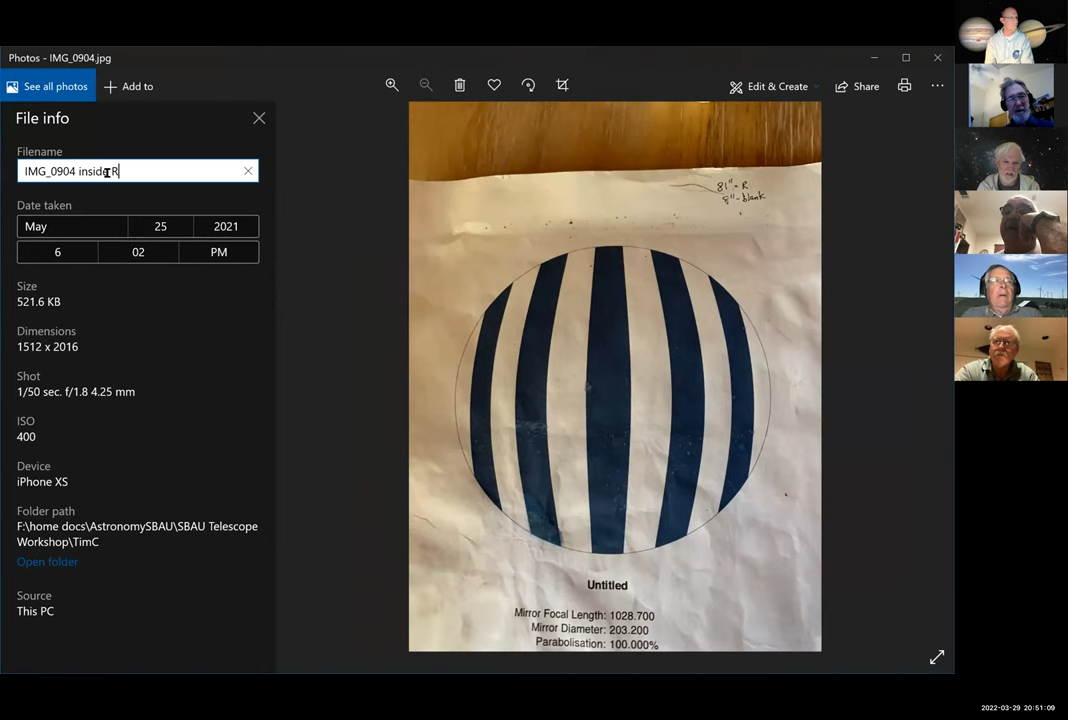 Photos - IMG_0904.jpg
See all photos
Add to
Edit & Create
Share
File info
Filename
IMG_0904 inside R
Date taken
May 25 2021
6 02 PM
Size
521.6 KB
Dimensions
1512 x 2016
Shot
1/50 sec. f/1.8 4.25 mm
ISO
400
Device
iPhone XS
Folder path
F:\home docs\AstronomySBAU\SBAU Telescope
Workshop\TimC
Open folder
Source
This PC
81" = R
8" - blank
Untitled
Mirror Focal Length: 1028.700
Mirror Diameter: 203.200
Parabolisation: 100.000%
2022-03-29 20:51:09